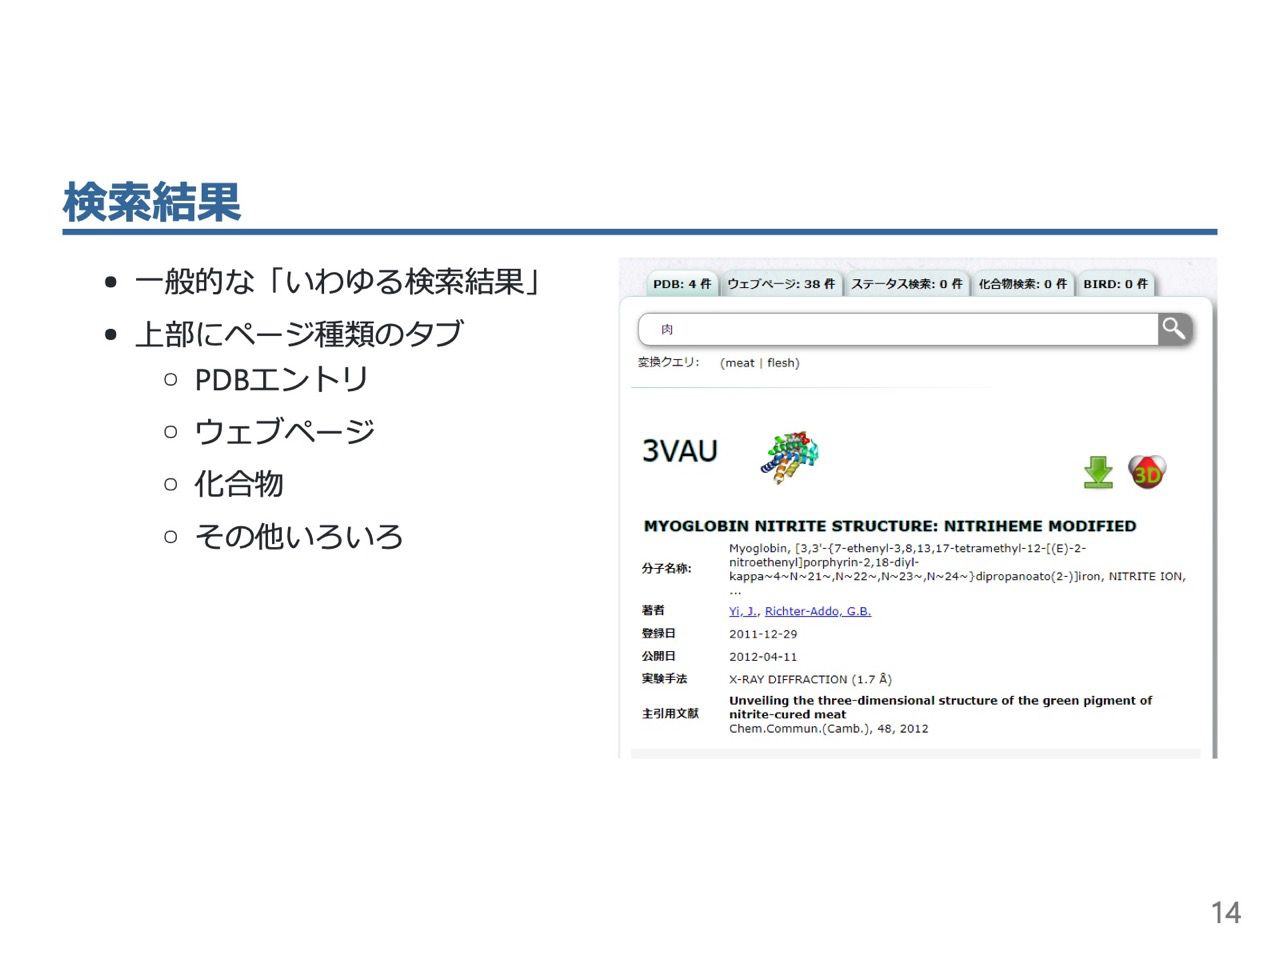 検索結果
一般的な「いわゆる検索結果」
上部にページ種類のタブ
PDBエントリ
ウェブページ
化合物
その他いろいろ
PDB: 4 件 ウェブページ: 38 件 ステータス検索: 0 件 化合物検索: 0 件 BIRD: 0 件
肉
変換クエリ: (meat | flesh)
3VAU
3D
MYOGLOBIN NITRITE STRUCTURE: NITRIHEME MODIFIED
分子名称: Myoglobin, [3,3'-{7-ethenyl-3,8,13,17-tetramethyl-12-[(E)-2-
nitroethenyl]porphyrin-2,18-diyl-
kappa~4~N~21~,N~22~,N~23~,N~24~}dipropanoato(2-)]iron, NITRITE ION,
...
著者 Yi, J., Richter-Addo, G.B.
登録日 2011-12-29
公開日 2012-04-11
実験手法 X-RAY DIFFRACTION (1.7 Å)
主引用文献 Unveiling the three-dimensional structure of the green pigment of
nitrite-cured meat
Chem.Commun.(Camb.), 48, 2012
14